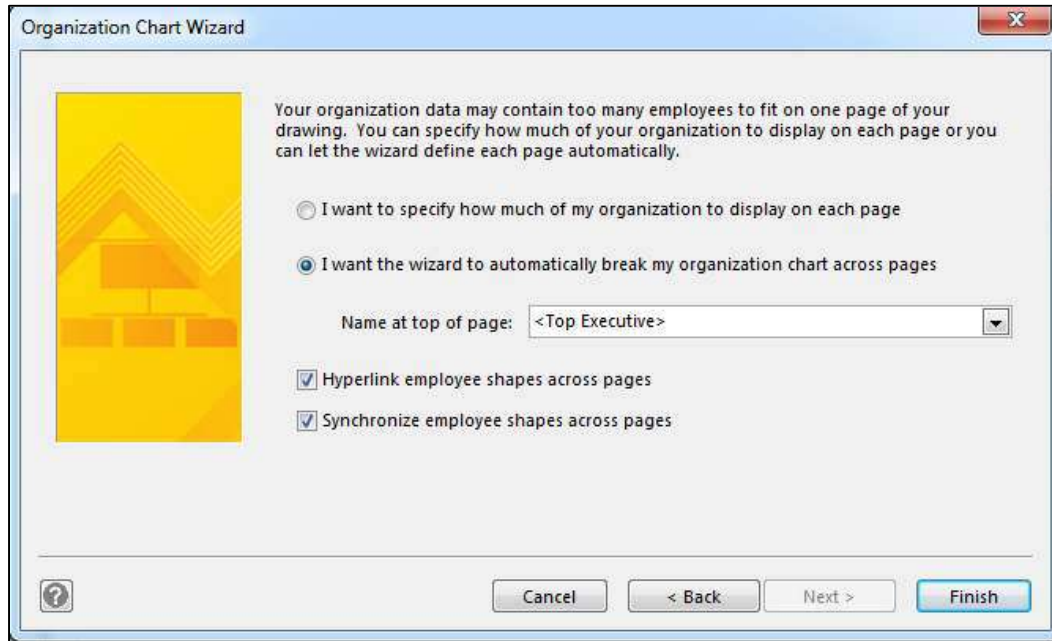 Organization Chart Wizard
Your organization data may contain too many employees to fit on one page of your
drawing.  You can specify how much of your organization to display on each page or you
can let the wizard define each page automatically.
I want to specify how much of my organization to display on each page
I want the wizard to automatically break my organization chart across pages
Name at top of page: <Top Executive>
Hyperlink employee shapes across pages
Synchronize employee shapes across pages
? Cancel < Back Next > Finish